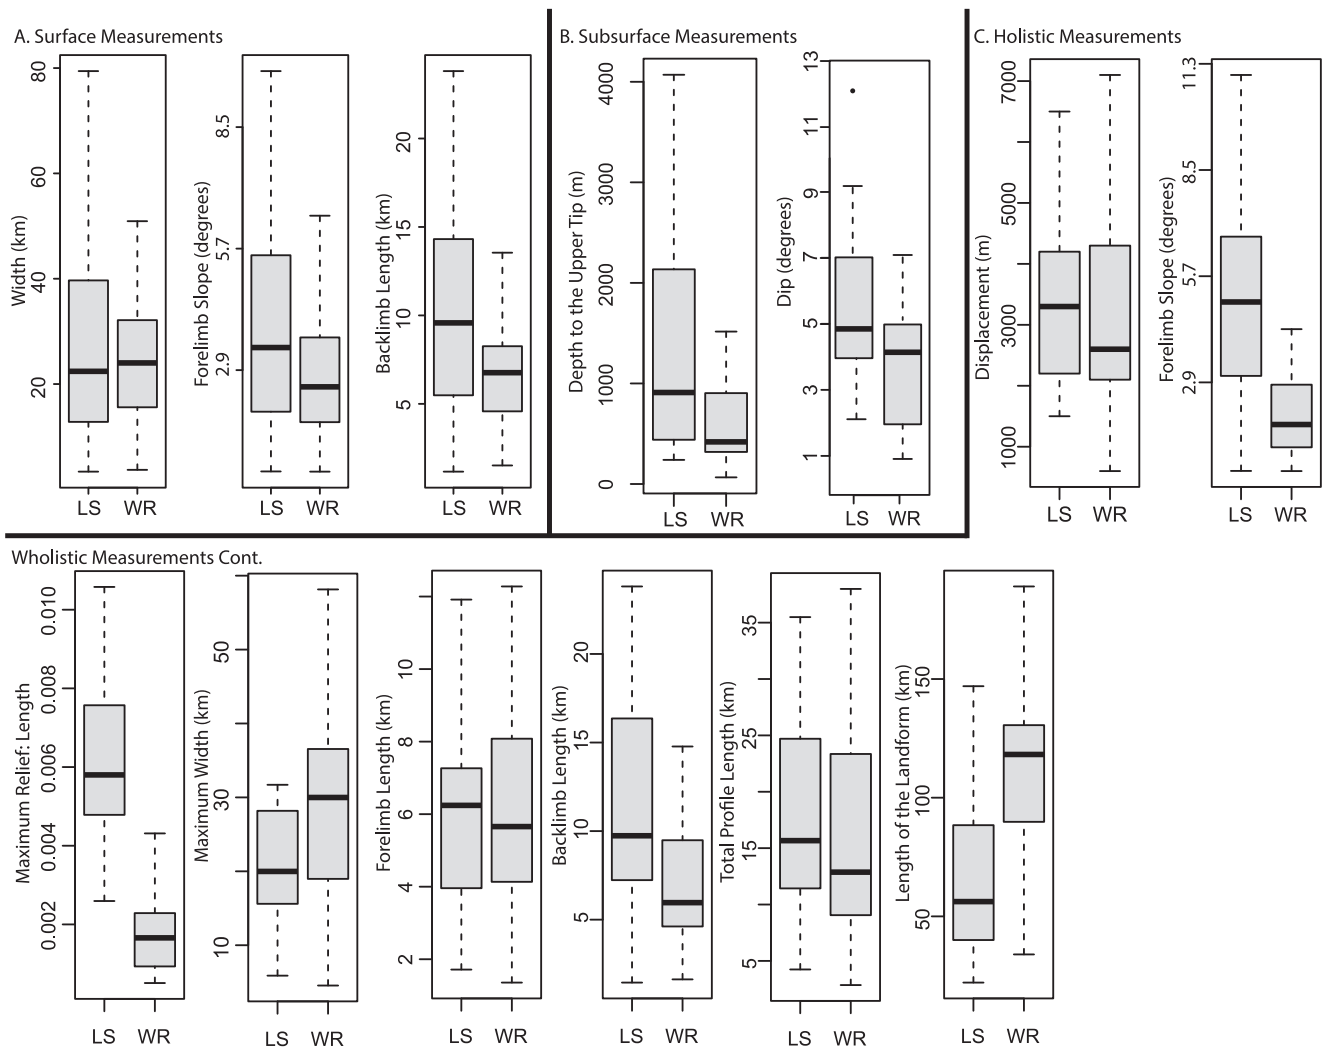 A. Surface Measurements
B. Subsurface Measurements
C. Holistic Measurements
Width (km)
80
60
40
20
LS WR
Forelimb Slope (degrees)
8.5
5.7
2.9
LS WR
Backlimb Length (km)
20
15
10
5
LS WR
Depth to the Upper Tip (m)
4000
3000
2000
1000
0
LS WR
Dip (degrees)
13
11
9
7
5
3
1
LS WR
Displacement (m)
7000
5000
3000
1000
LS WR
Forelimb Slope (degrees)
11.3
8.5
5.7
2.9
LS WR
Wholistic Measurements Cont.
Maximum Relief: Length
0.010
0.008
0.006
0.004
0.002
LS WR
Maximum Width (km)
50
30
10
LS WR
Forelimb Length (km)
10
8
6
4
2
LS WR
Backlimb Length (km)
20
15
10
5
LS WR
Total Profile Length (km)
35
25
15
5
LS WR
Length of the Landform (km)
150
100
50
LS WR